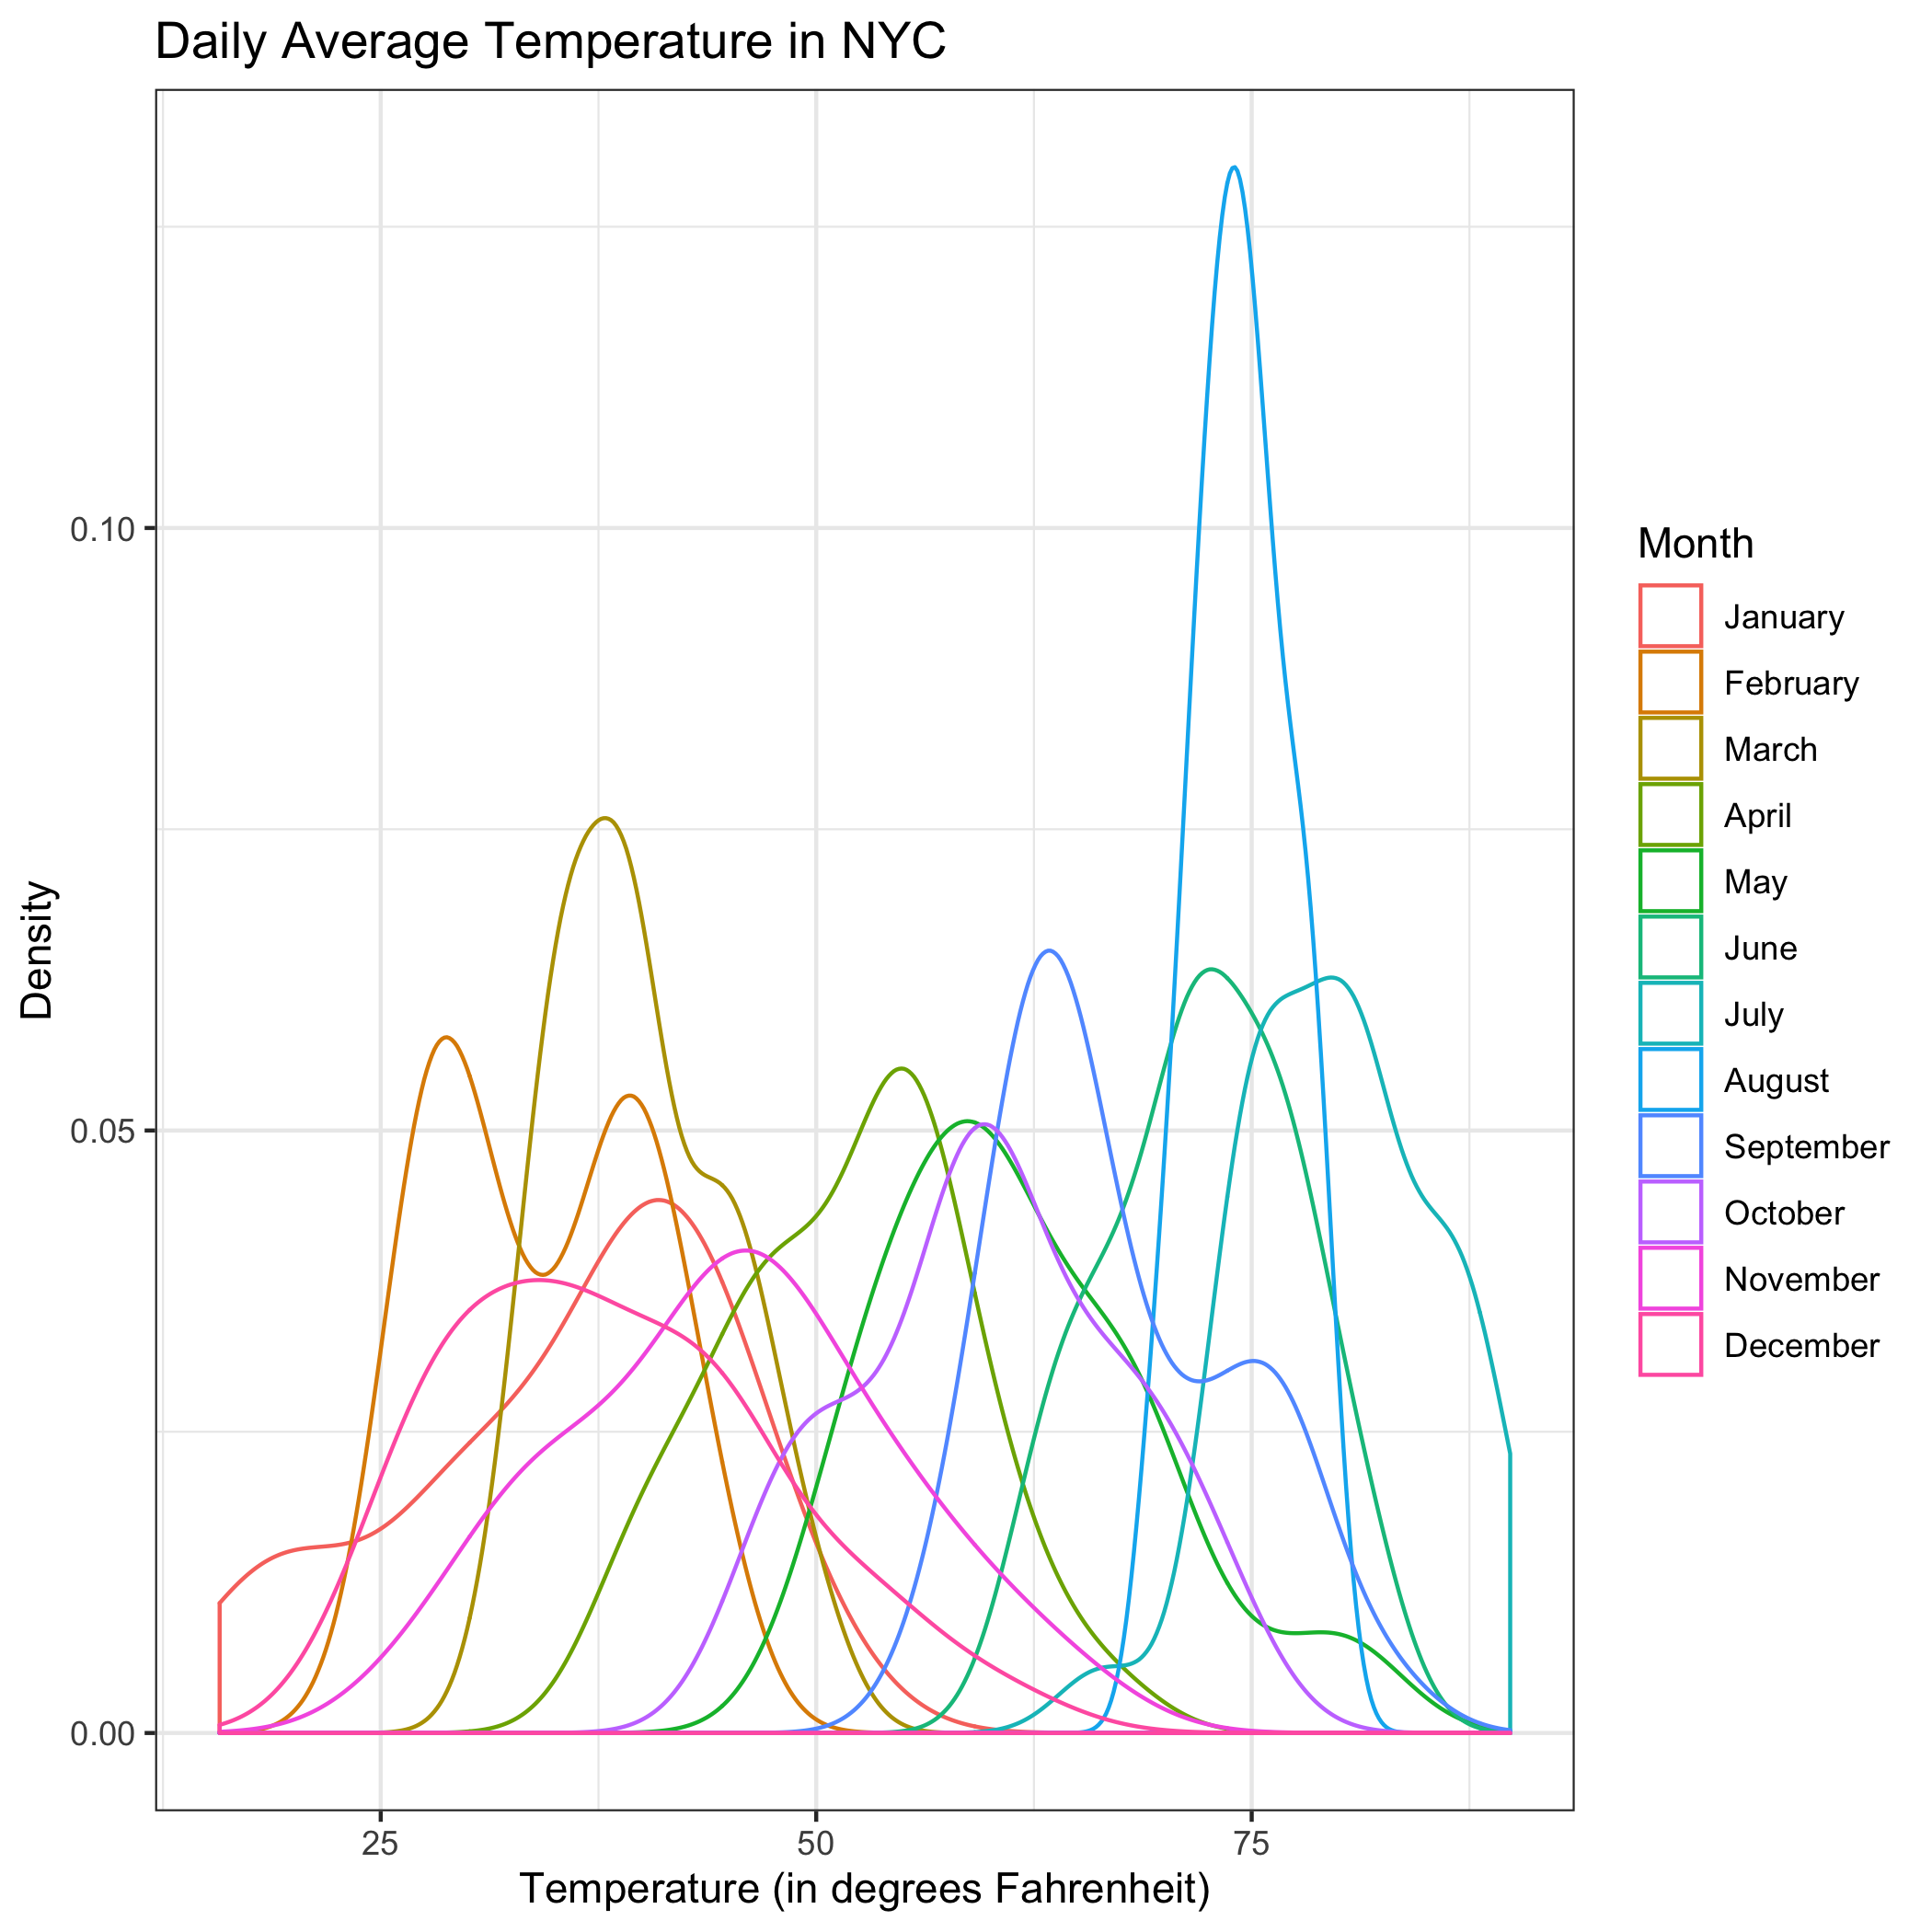 Daily Average Temperature in NYC
Density
0.10
0.05
0.00
25 50 75
Temperature (in degrees Fahrenheit)
Month
January
February
March
April
May
June
July
August
September
October
November
December